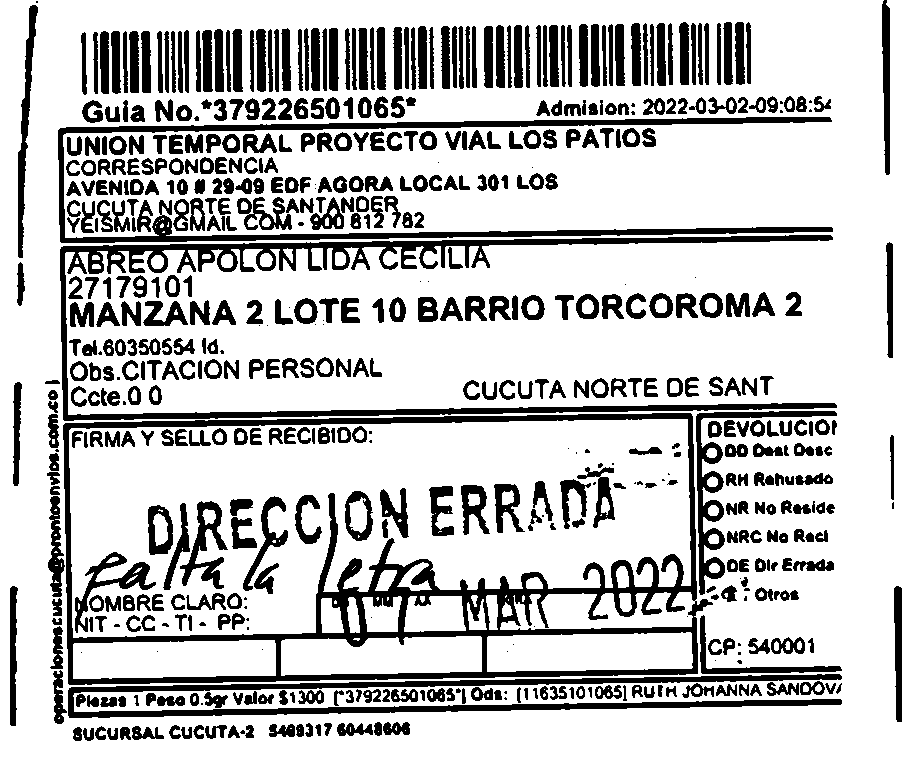 Guia No.*379226501065*
Admision: 2022-03-02-09:08:54
UNION TEMPORAL PROYECTO VIAL LOS PATIOS
CORRESPONDENCIA
AVENIDA 10 # 29-09 EDF AGORA LOCAL 301 LOS
CUCUTA NORTE DE SANTANDER
YEISMIR@GMAIL COM - 900 812 782
ABREO APOLON LIDA CECILIA
27179101
MANZANA 2 LOTE 10 BARRIO TORCOROMA 2
Tel.60350554 Id.
Obs.CITACION PERSONAL
Ccte.0 0
CUCUTA NORTE DE SANT
operacionescucuta@prontoenvios.com.co
FIRMA Y SELLO DE RECIBIDO:
DIRECCION ERRADA
falta la letra
07 MAR 2022
NOMBRE CLARO:
NIT - CC - TI - PP:
DEVOLUCION
DD Dest Desc
RH Rehusado
NR No Reside
NRC No Recl
DE Dir Errada
Otros
CP: 540001
Piezas 1 Peso 0.5gr Valor $1300 [*379226501065*] Ods: [11635101065] RUTH JOHANNA SANDOVA
SUCURSAL CUCUTA-2 5489317 60448606